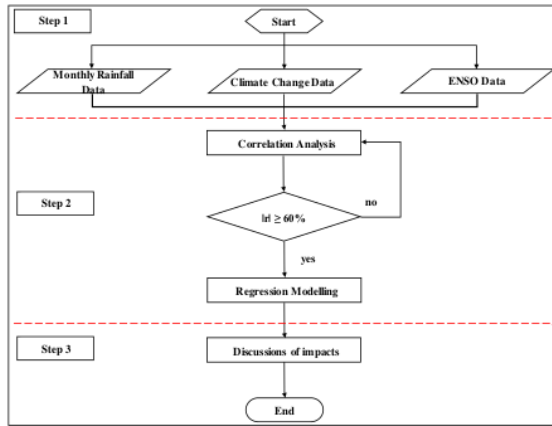 Step 1
Start
Monthly Rainfall
Data
Climate Change Data
ENSO Data
Correlation Analysis
Step 2
|r| ≥ 60%
no
yes
Regression Modelling
Step 3
Discussions of impacts
End